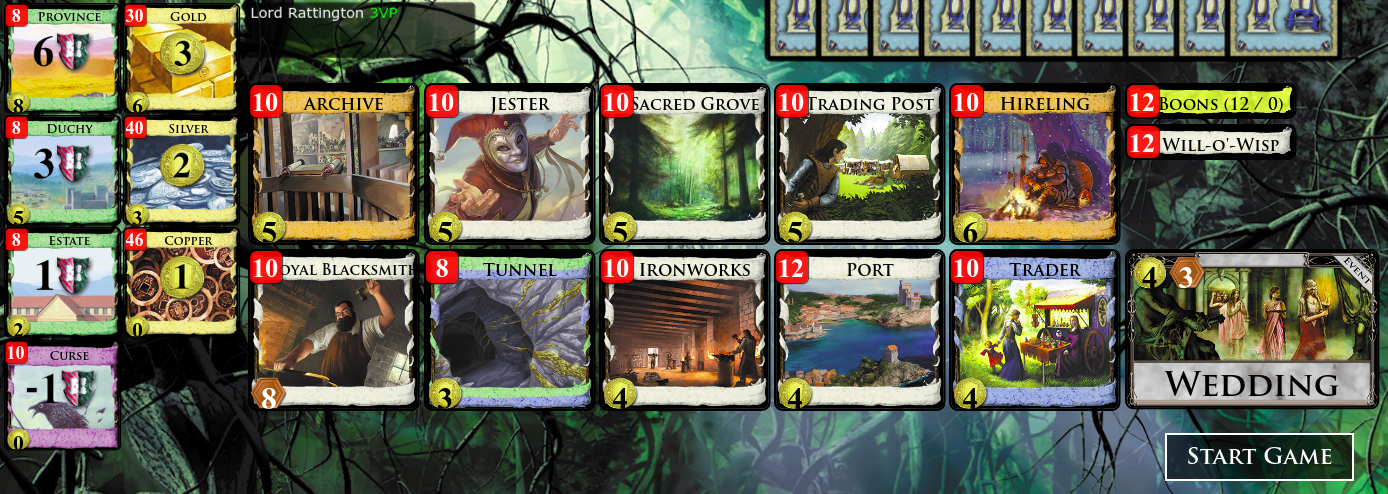 Lord Rattington 3VP
8 PROVINCE
6
8
30 GOLD
3
6
8 DUCHY
3
5
40 SILVER
2
3
8 ESTATE
1
2
46 COPPER
1
0
10 CURSE
-1
0
10 ARCHIVE
5
10 JESTER
5
10 SACRED GROVE
5
10 TRADING POST
5
10 HIRELING
6
12 BOONS (12 / 0)
12 WILL-O'-WISP
10 OYAL BLACKSMITH
8
8 TUNNEL
3
10 IRONWORKS
4
12 PORT
4
10 TRADER
4
4 3
EVENT
WEDDING
START GAME